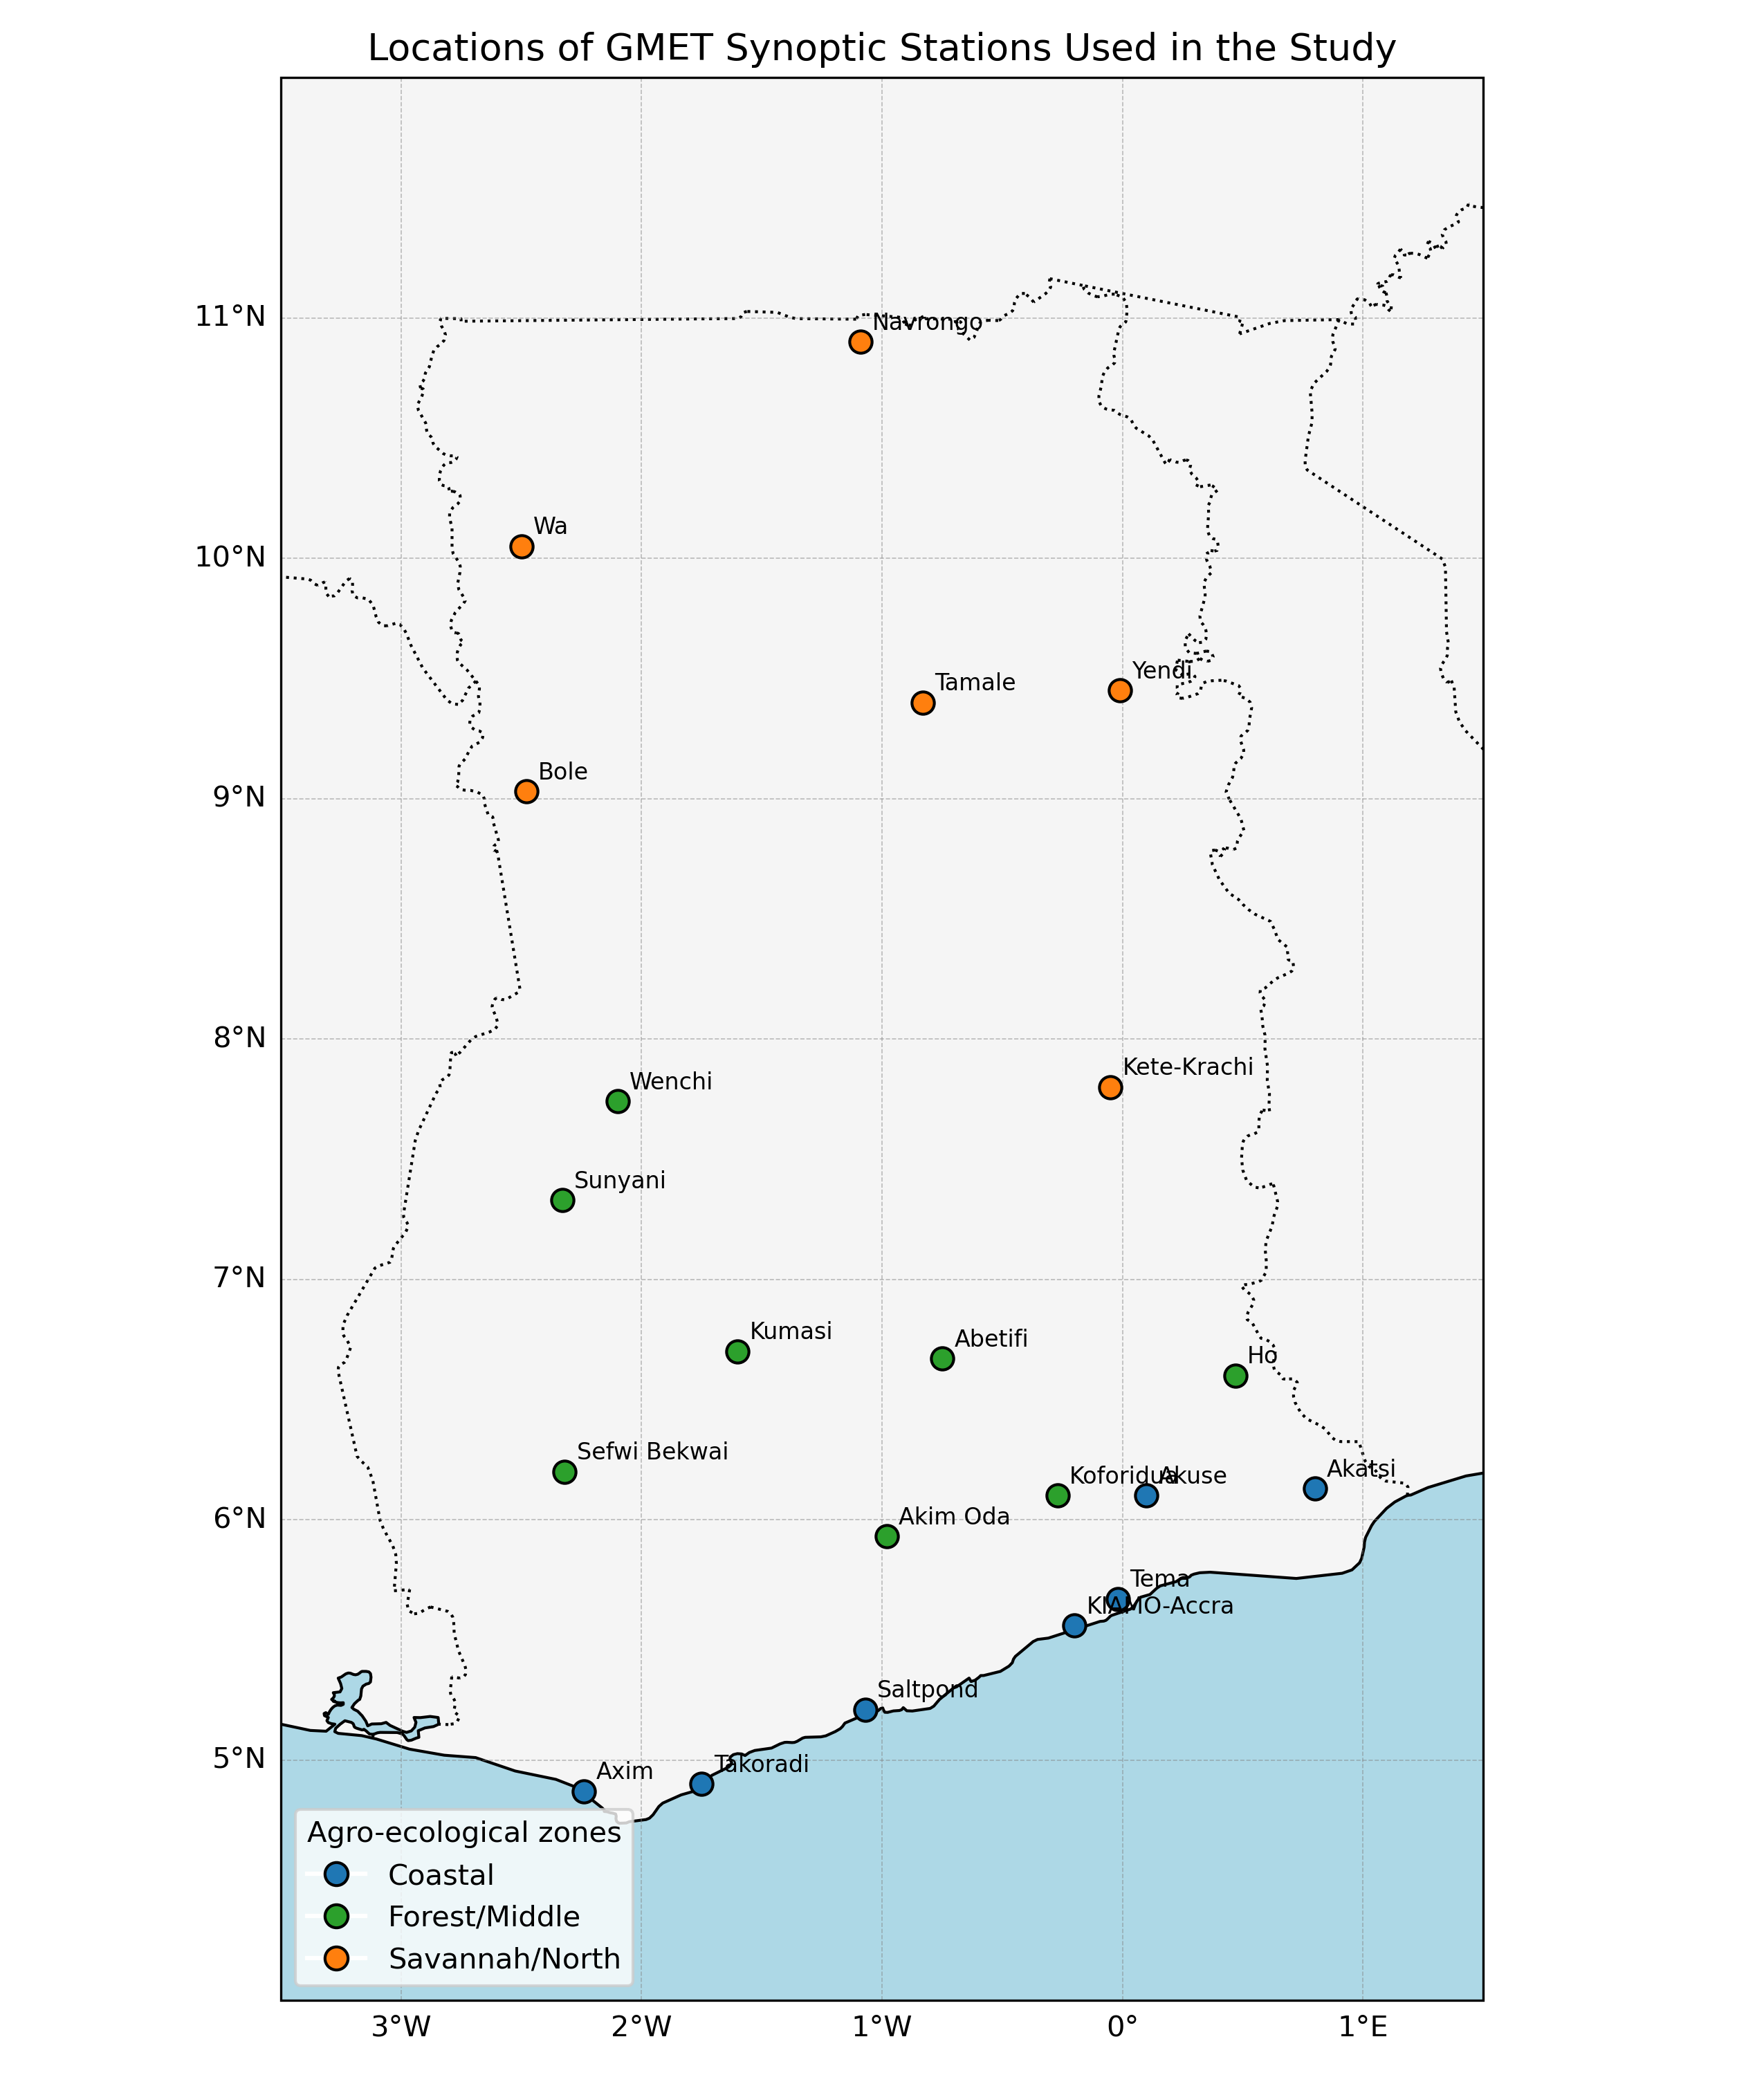 Locations of GMET Synoptic Stations Used in the Study
11°N
10°N
9°N
8°N
7°N
6°N
5°N
Navrongo
Wa
Yendi
Tamale
Bole
Kete-Krachi
Wenchi
Sunyani
Kumasi
Abetifi
Ho
Sefwi Bekwai
Koforidua
Akuse
Akatsi
Akim Oda
Tema
KIAMO-Accra
Saltpond
Takoradi
Axim
Agro-ecological zones
Coastal
Forest/Middle
Savannah/North
3°W
2°W
1°W
0°
1°E